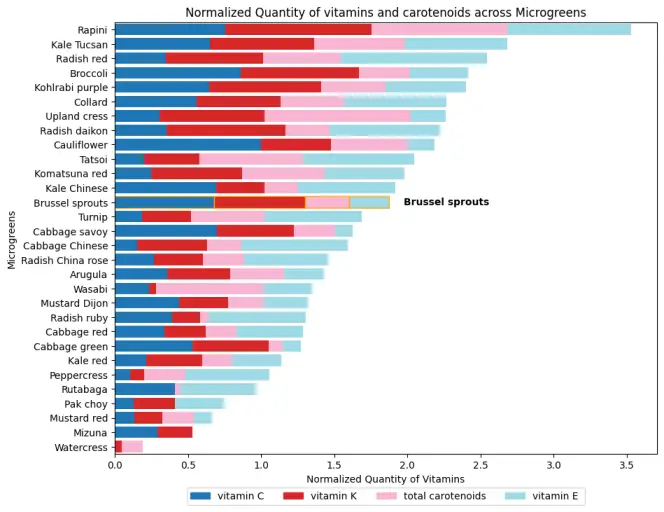 Normalized Quantity of vitamins and carotenoids across Microgreens
Rapini
Kale Tucsan
Radish red
Broccoli
Kohlrabi purple
Collard
Upland cress
Radish daikon
Cauliflower
Tatsoi
Komatsuna red
Kale Chinese
Brussel sprouts
Brussel sprouts
Turnip
Cabbage savoy
Cabbage Chinese
Radish China rose
Arugula
Wasabi
Mustard Dijon
Radish ruby
Cabbage red
Cabbage green
Kale red
Peppercress
Rutabaga
Pak choy
Mustard red
Mizuna
Watercress
Microgreens
0.0 0.5 1.0 1.5 2.0 2.5 3.0 3.5
Normalized Quantity of Vitamins
vitamin C vitamin K total carotenoids vitamin E